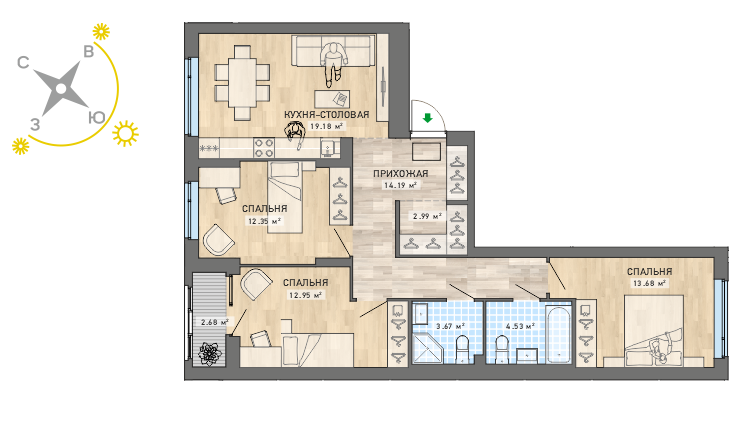 С
В
З
Ю
КУХНЯ-СТОЛОВАЯ
19.18 м²
ПРИХОЖАЯ
14.19 м²
СПАЛЬНЯ
12.35 м²
2.99 м²
СПАЛЬНЯ
12.95 м²
СПАЛЬНЯ
13.68 м²
2.68 м²
3.67 м²
4.53 м²